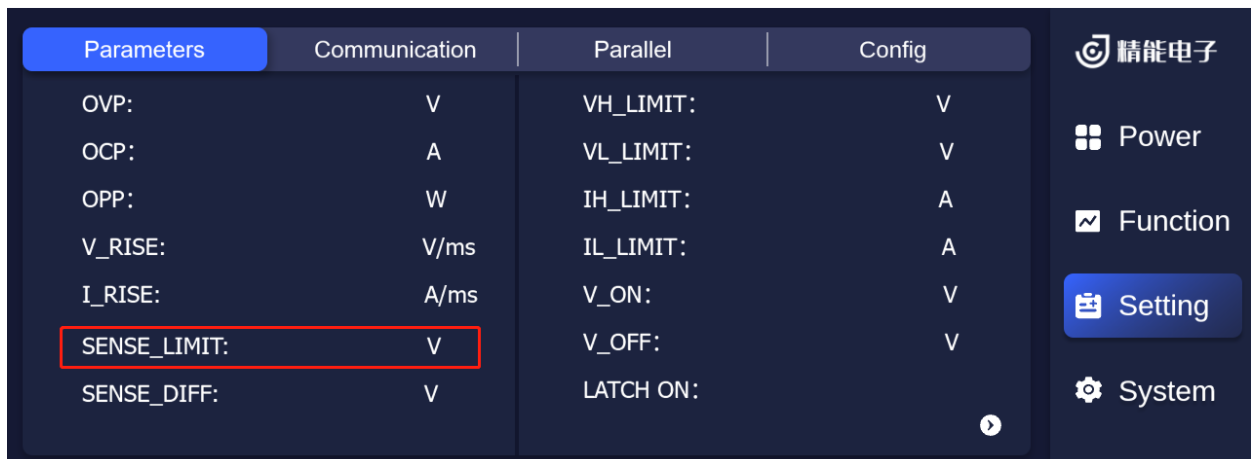 Parameters Communication Parallel Config
OVP: V
OCP: A
OPP: W
V_RISE: V/ms
I_RISE: A/ms
SENSE_LIMIT: V
SENSE_DIFF: V
VH_LIMIT: V
VL_LIMIT: V
IH_LIMIT: A
IL_LIMIT: A
V_ON: V
V_OFF: V
LATCH ON:
精能电子
Power
Function
Setting
System